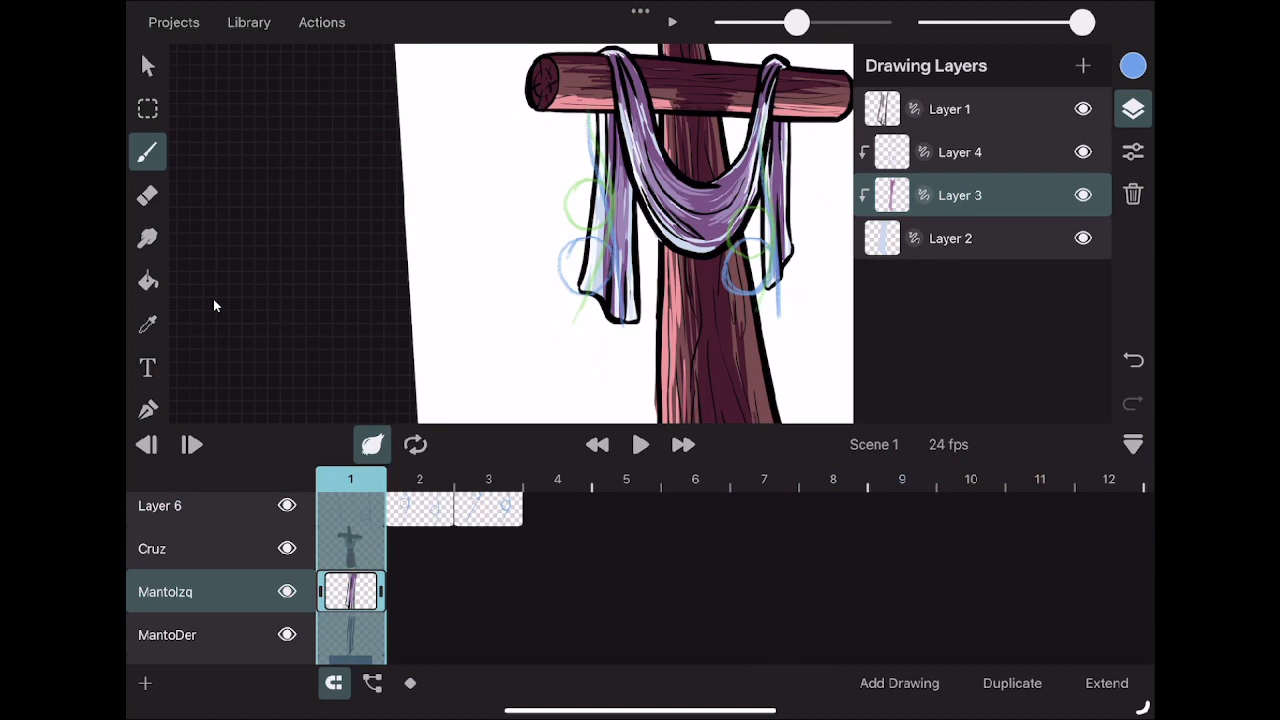 Projects Library Actions
Drawing Layers
Layer 1
Layer 4
Layer 3
Layer 2
T
Scene 1 24 fps
1 2 3 4 5 6 7 8 9 10 11 12
Layer 6
Cruz
MantoIzq
MantoDer
Add Drawing Duplicate Extend